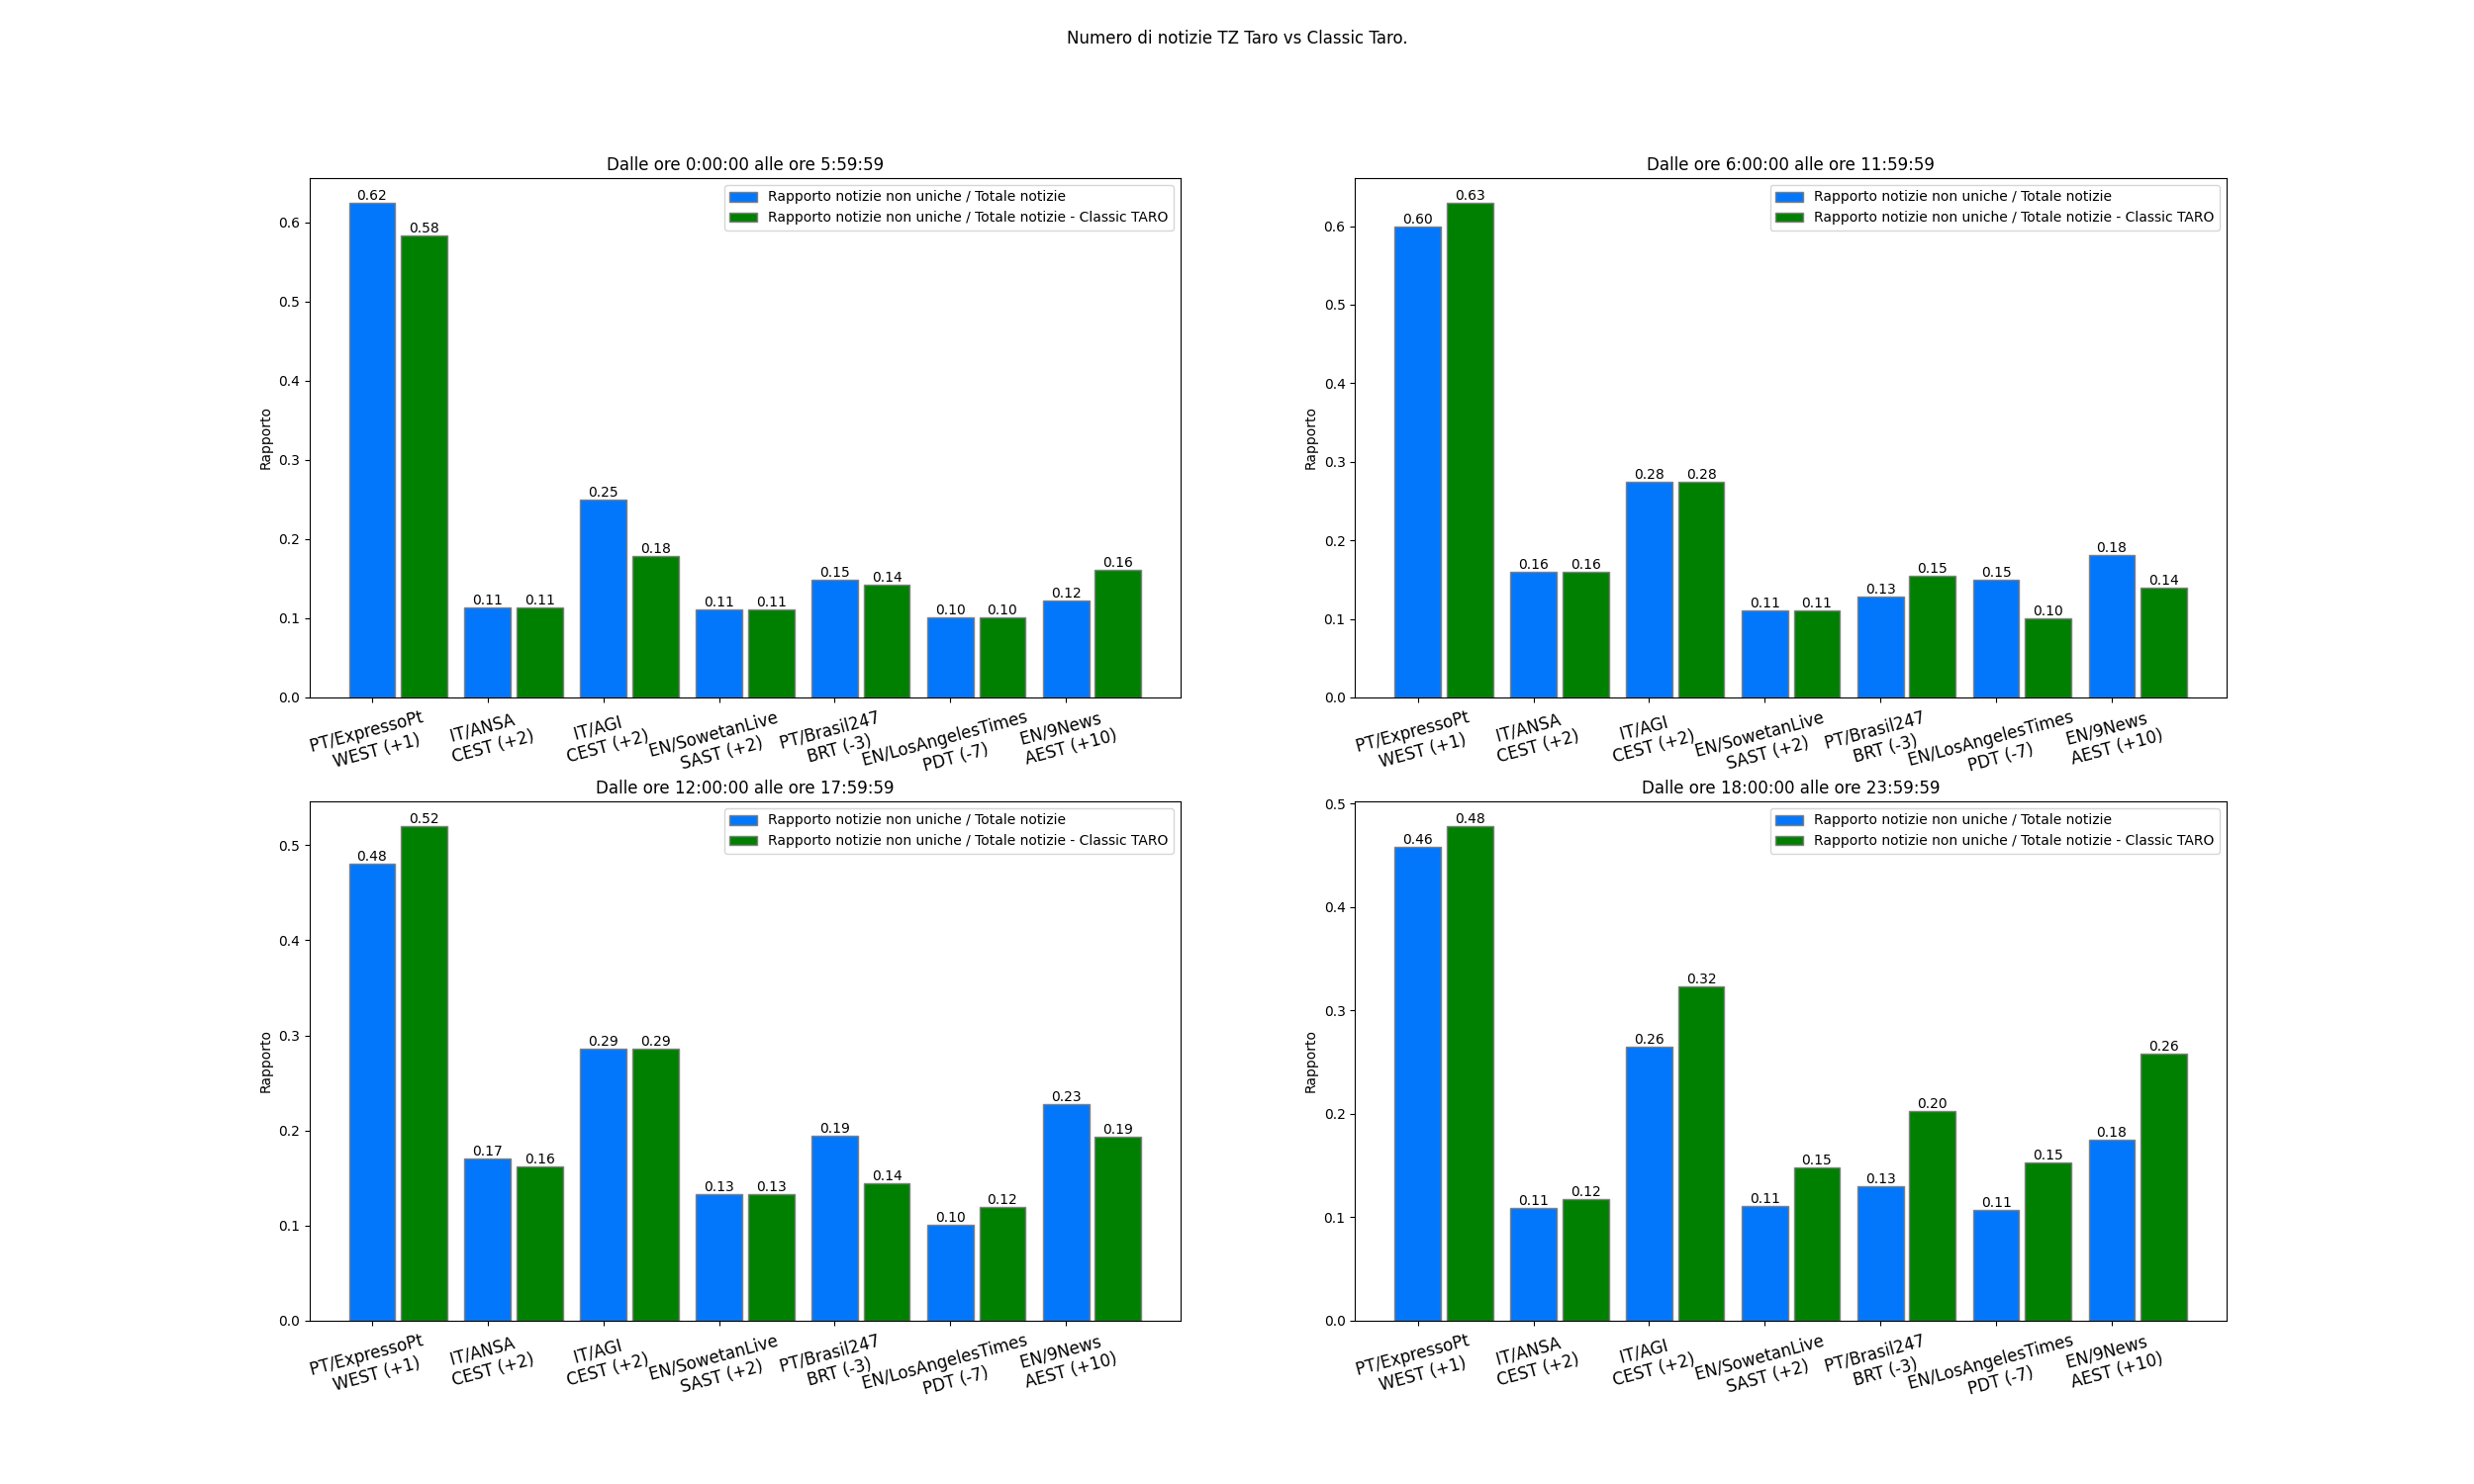 Numero di notizie TZ Taro vs Classic Taro.
Dalle ore 0:00:00 alle ore 5:59:59
Rapporto notizie non uniche / Totale notizie
Rapporto notizie non uniche / Totale notizie - Classic TARO
Rapporto
0.6
0.5
0.4
0.3
0.2
0.1
0.0
0.62
0.58
0.11
0.11
0.25
0.18
0.11
0.11
0.15
0.14
0.10
0.10
0.12
0.16
PT/ExpressoPt
WEST (+1)
IT/ANSA
CEST (+2)
IT/AGI
CEST (+2)
EN/SowetanLive
SAST (+2)
PT/Brasil247
BRT (-3)
EN/LosAngelesTimes
PDT (-7)
EN/9News
AEST (+10)
Dalle ore 6:00:00 alle ore 11:59:59
Rapporto notizie non uniche / Totale notizie
Rapporto notizie non uniche / Totale notizie - Classic TARO
Rapporto
0.6
0.5
0.4
0.3
0.2
0.1
0.0
0.60
0.63
0.16
0.16
0.28
0.28
0.11
0.11
0.13
0.15
0.15
0.10
0.18
0.14
PT/ExpressoPt
WEST (+1)
IT/ANSA
CEST (+2)
IT/AGI
CEST (+2)
EN/SowetanLive
SAST (+2)
PT/Brasil247
BRT (-3)
EN/LosAngelesTimes
PDT (-7)
EN/9News
AEST (+10)
Dalle ore 12:00:00 alle ore 17:59:59
Rapporto notizie non uniche / Totale notizie
Rapporto notizie non uniche / Totale notizie - Classic TARO
Rapporto
0.5
0.4
0.3
0.2
0.1
0.0
0.48
0.52
0.17
0.16
0.29
0.29
0.13
0.13
0.19
0.14
0.10
0.12
0.23
0.19
PT/ExpressoPt
WEST (+1)
IT/ANSA
CEST (+2)
IT/AGI
CEST (+2)
EN/SowetanLive
SAST (+2)
PT/Brasil247
BRT (-3)
EN/LosAngelesTimes
PDT (-7)
EN/9News
AEST (+10)
Dalle ore 18:00:00 alle ore 23:59:59
Rapporto notizie non uniche / Totale notizie
Rapporto notizie non uniche / Totale notizie - Classic TARO
Rapporto
0.5
0.4
0.3
0.2
0.1
0.0
0.46
0.48
0.11
0.12
0.26
0.32
0.11
0.15
0.13
0.20
0.11
0.15
0.18
0.26
PT/ExpressoPt
WEST (+1)
IT/ANSA
CEST (+2)
IT/AGI
CEST (+2)
EN/SowetanLive
SAST (+2)
PT/Brasil247
BRT (-3)
EN/LosAngelesTimes
PDT (-7)
EN/9News
AEST (+10)